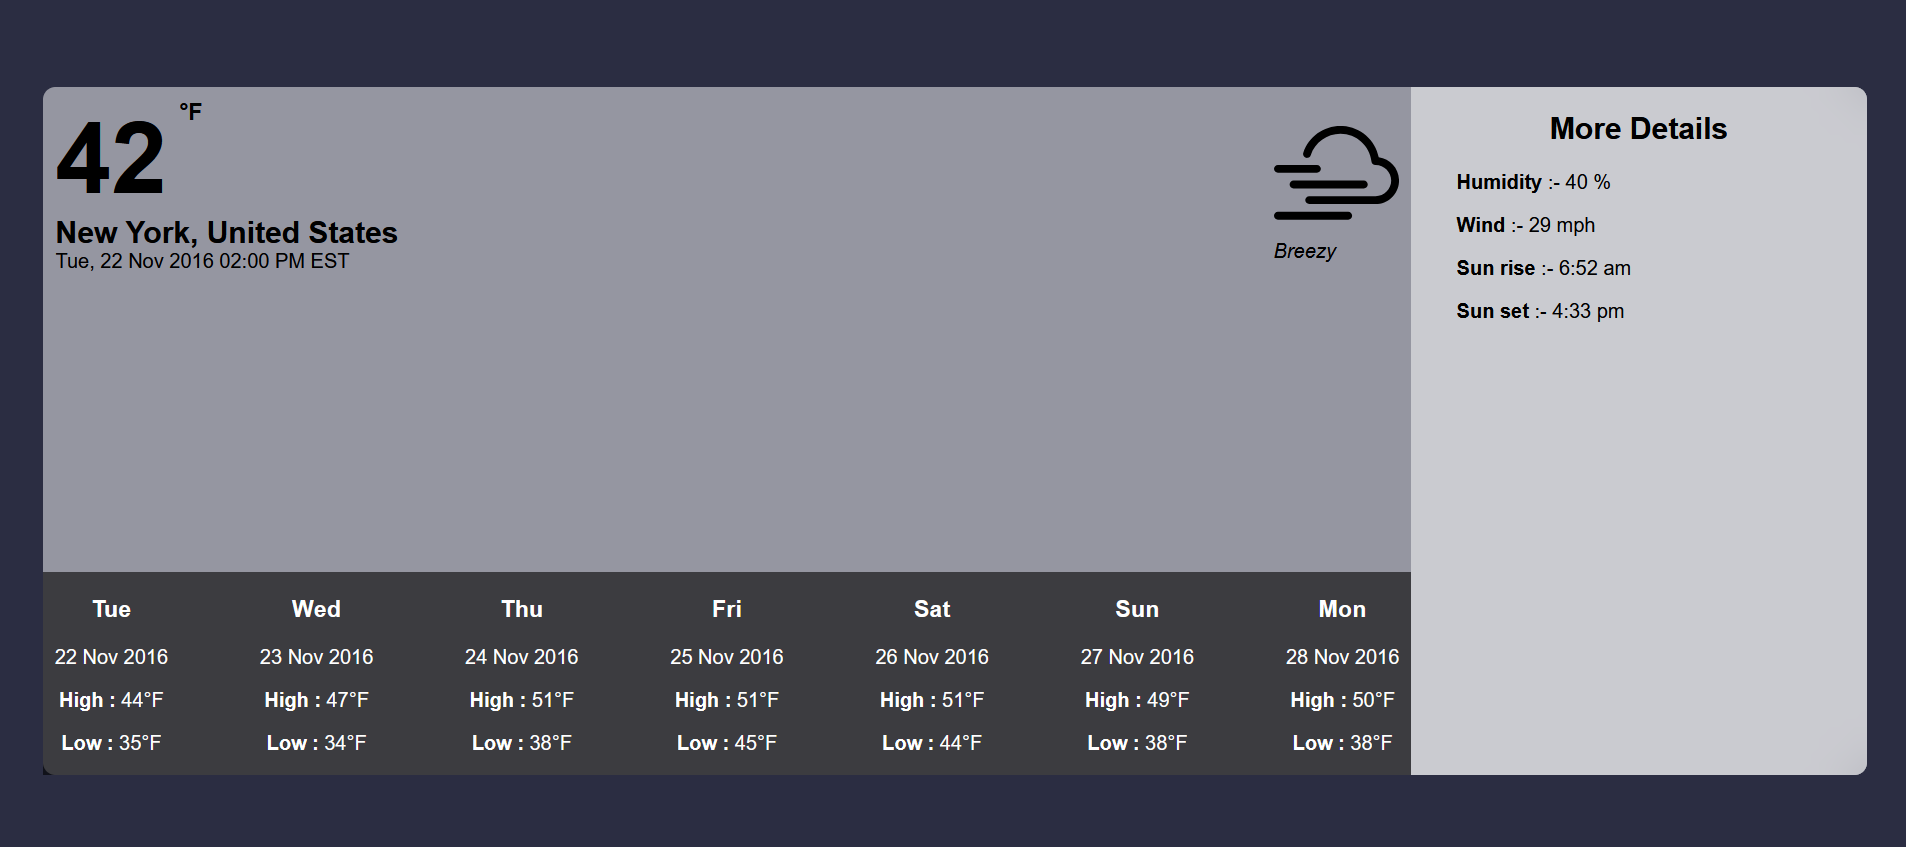 42 °F
New York, United States
Tue, 22 Nov 2016 02:00 PM EST
Breezy
More Details
Humidity :- 40 %
Wind :- 29 mph
Sun rise :- 6:52 am
Sun set :- 4:33 pm
Tue
22 Nov 2016
High : 44°F
Low : 35°F
Wed
23 Nov 2016
High : 47°F
Low : 34°F
Thu
24 Nov 2016
High : 51°F
Low : 38°F
Fri
25 Nov 2016
High : 51°F
Low : 45°F
Sat
26 Nov 2016
High : 51°F
Low : 44°F
Sun
27 Nov 2016
High : 49°F
Low : 38°F
Mon
28 Nov 2016
High : 50°F
Low : 38°F